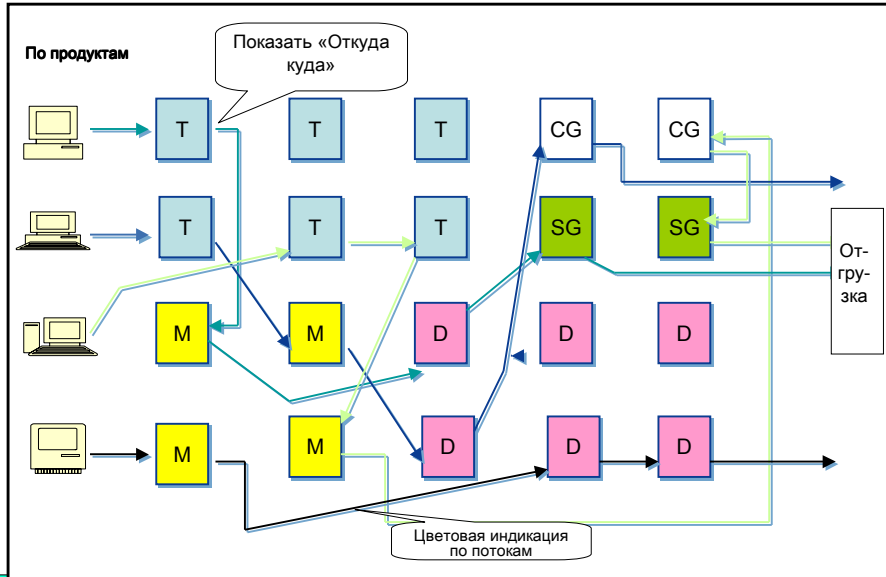 Показать «Откуда
куда»
По продуктам
T T T CG CG
T T T SG SG
От-
гру-
зка
M M D D D
M M D D D
Цветовая индикация
по потокам